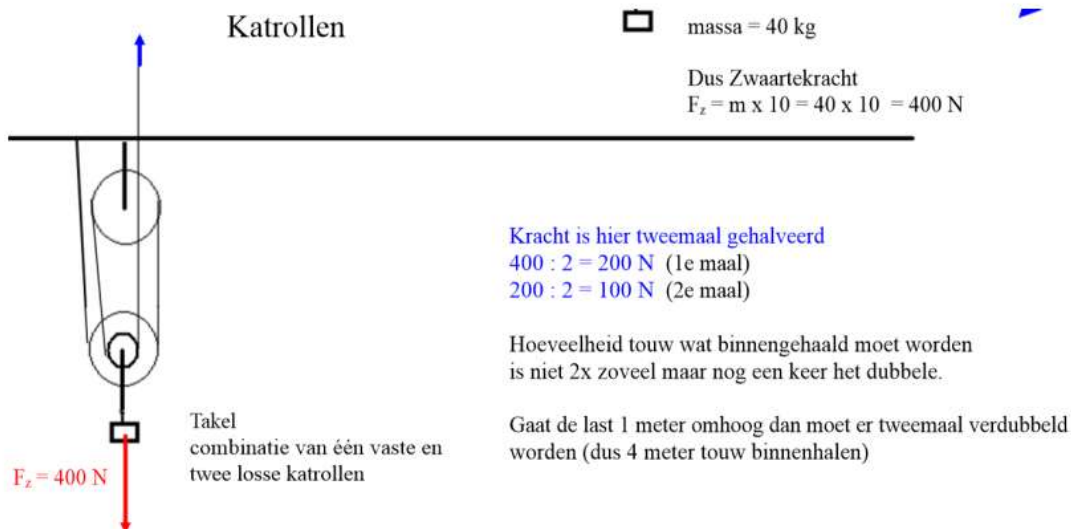 Katrollen
massa = 40 kg
Dus Zwaartekracht
F_z = m x 10 = 40 x 10 = 400 N
Kracht is hier tweemaal gehalveerd
400 : 2 = 200 N (1e maal)
200 : 2 = 100 N (2e maal)
Hoeveelheid touw wat binnengehaald moet worden
is niet 2x zoveel maar nog een keer het dubbele.
Takel
combinatie van één vaste en
twee losse katrollen
Gaat de last 1 meter omhoog dan moet er tweemaal verdubbeld
worden (dus 4 meter touw binnenhalen)
F_z = 400 N